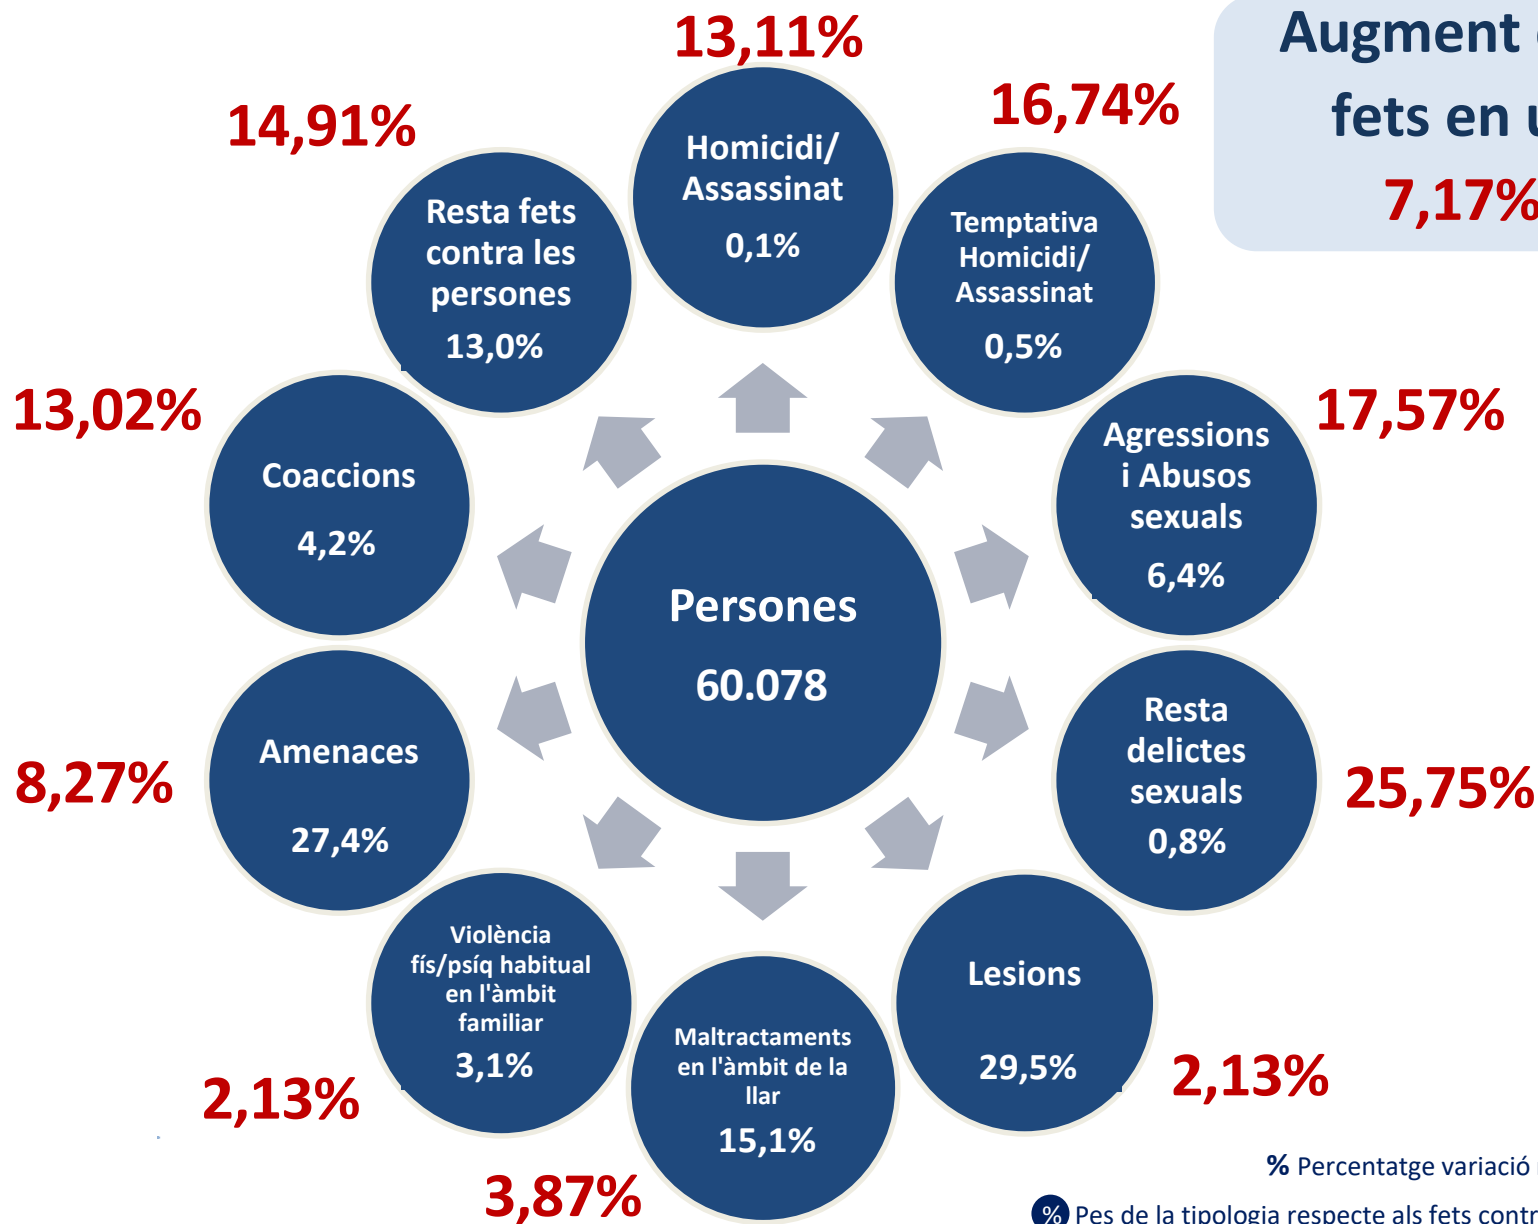 13,11%
Augment
fets en
7,17%
14,91%
16,74%
Homicidi/
Assassinat
0,1%
Resta fets
contra les
persones
13,0%
Temptativa
Homicidi/
Assassinat
0,5%
13,02%
17,57%
Coaccions
4,2%
Agressions
i Abusos
sexuals
6,4%
Persones
60.078
8,27%
Amenaces
27,4%
Resta
delictes
sexuals
0,8%
25,75%
Violència
fís/psíq habitual
en l'àmbit
familiar
3,1%
Lesions
29,5%
Maltractaments
en l'àmbit de la
llar
15,1%
2,13%
2,13%
3,87%
% Percentatge variació
% Pes de la tipologia respecte als fets